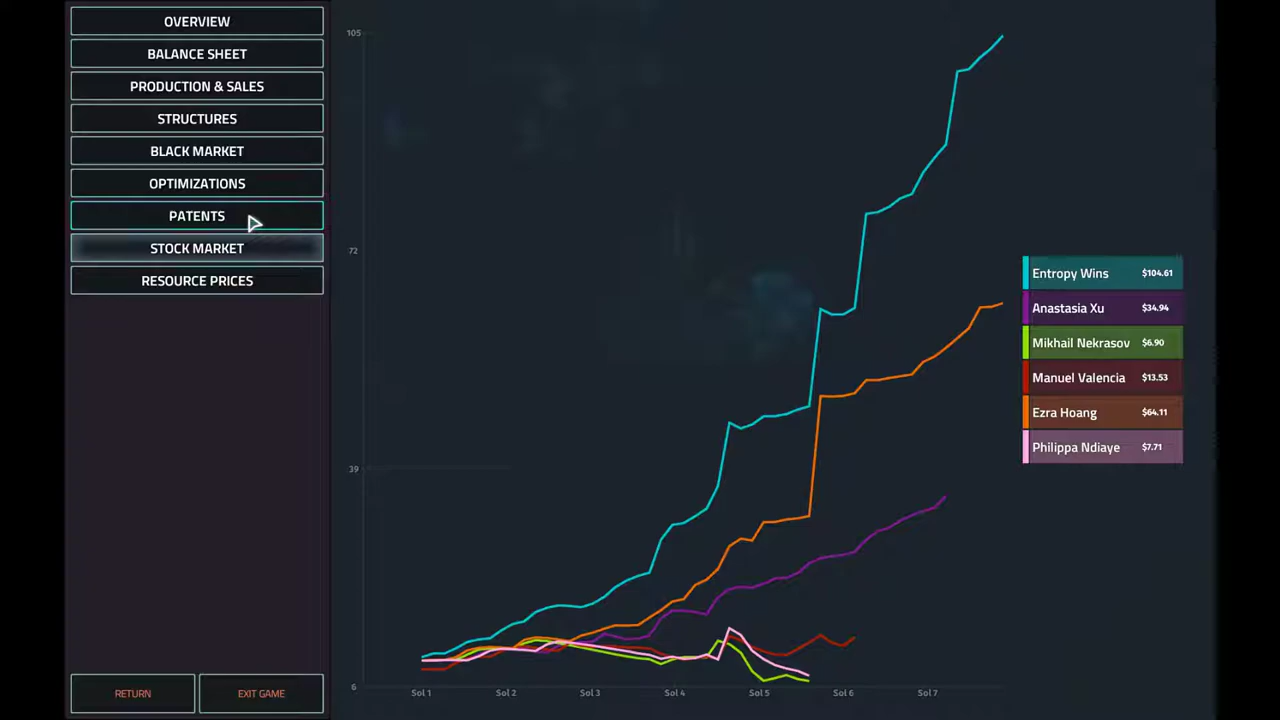 OVERVIEW
BALANCE SHEET
PRODUCTION & SALES
STRUCTURES
BLACK MARKET
OPTIMIZATIONS
PATENTS
STOCK MARKET
RESOURCE PRICES
RETURN
EXIT GAME
105
72
39
6
Sol 1
Sol 2
Sol 3
Sol 4
Sol 5
Sol 6
Sol 7
Entropy Wins $104.61
Anastasia Xu $34.94
Mikhail Nekrasov $6.90
Manuel Valencia $13.53
Ezra Hoang $64.11
Philippa Ndiaye $7.71